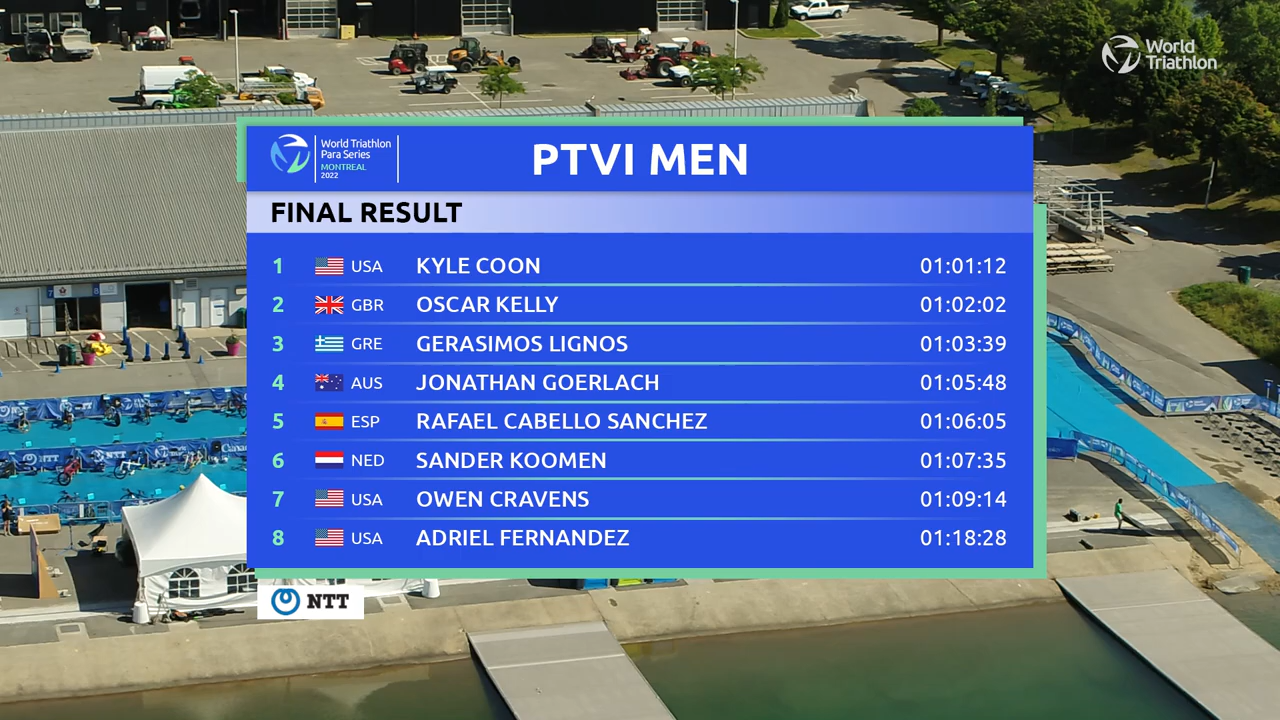 World
Triathlon
World Triathlon
Para Series
MONTREAL
2022
PTVI MEN
FINAL RESULT
1 USA KYLE COON 01:01:12
2 GBR OSCAR KELLY 01:02:02
3 GRE GERASIMOS LIGNOS 01:03:39
4 AUS JONATHAN GOERLACH 01:05:48
5 ESP RAFAEL CABELLO SANCHEZ 01:06:05
6 NED SANDER KOOMEN 01:07:35
7 USA OWEN CRAVENS 01:09:14
8 USA ADRIEL FERNANDEZ 01:18:28
NTT